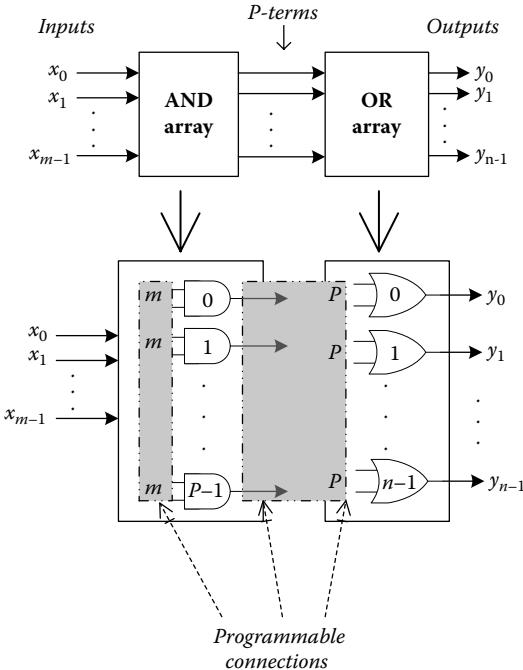 Inputs
P-terms
Outputs
x0
x1
xm−1
AND
array
OR
array
y0
y1
yn-1
m
0
P
0
y0
x0
x1
m
1
P
1
y1
xm−1
m
P–1
P
n–1
yn−1
Programmable
connections